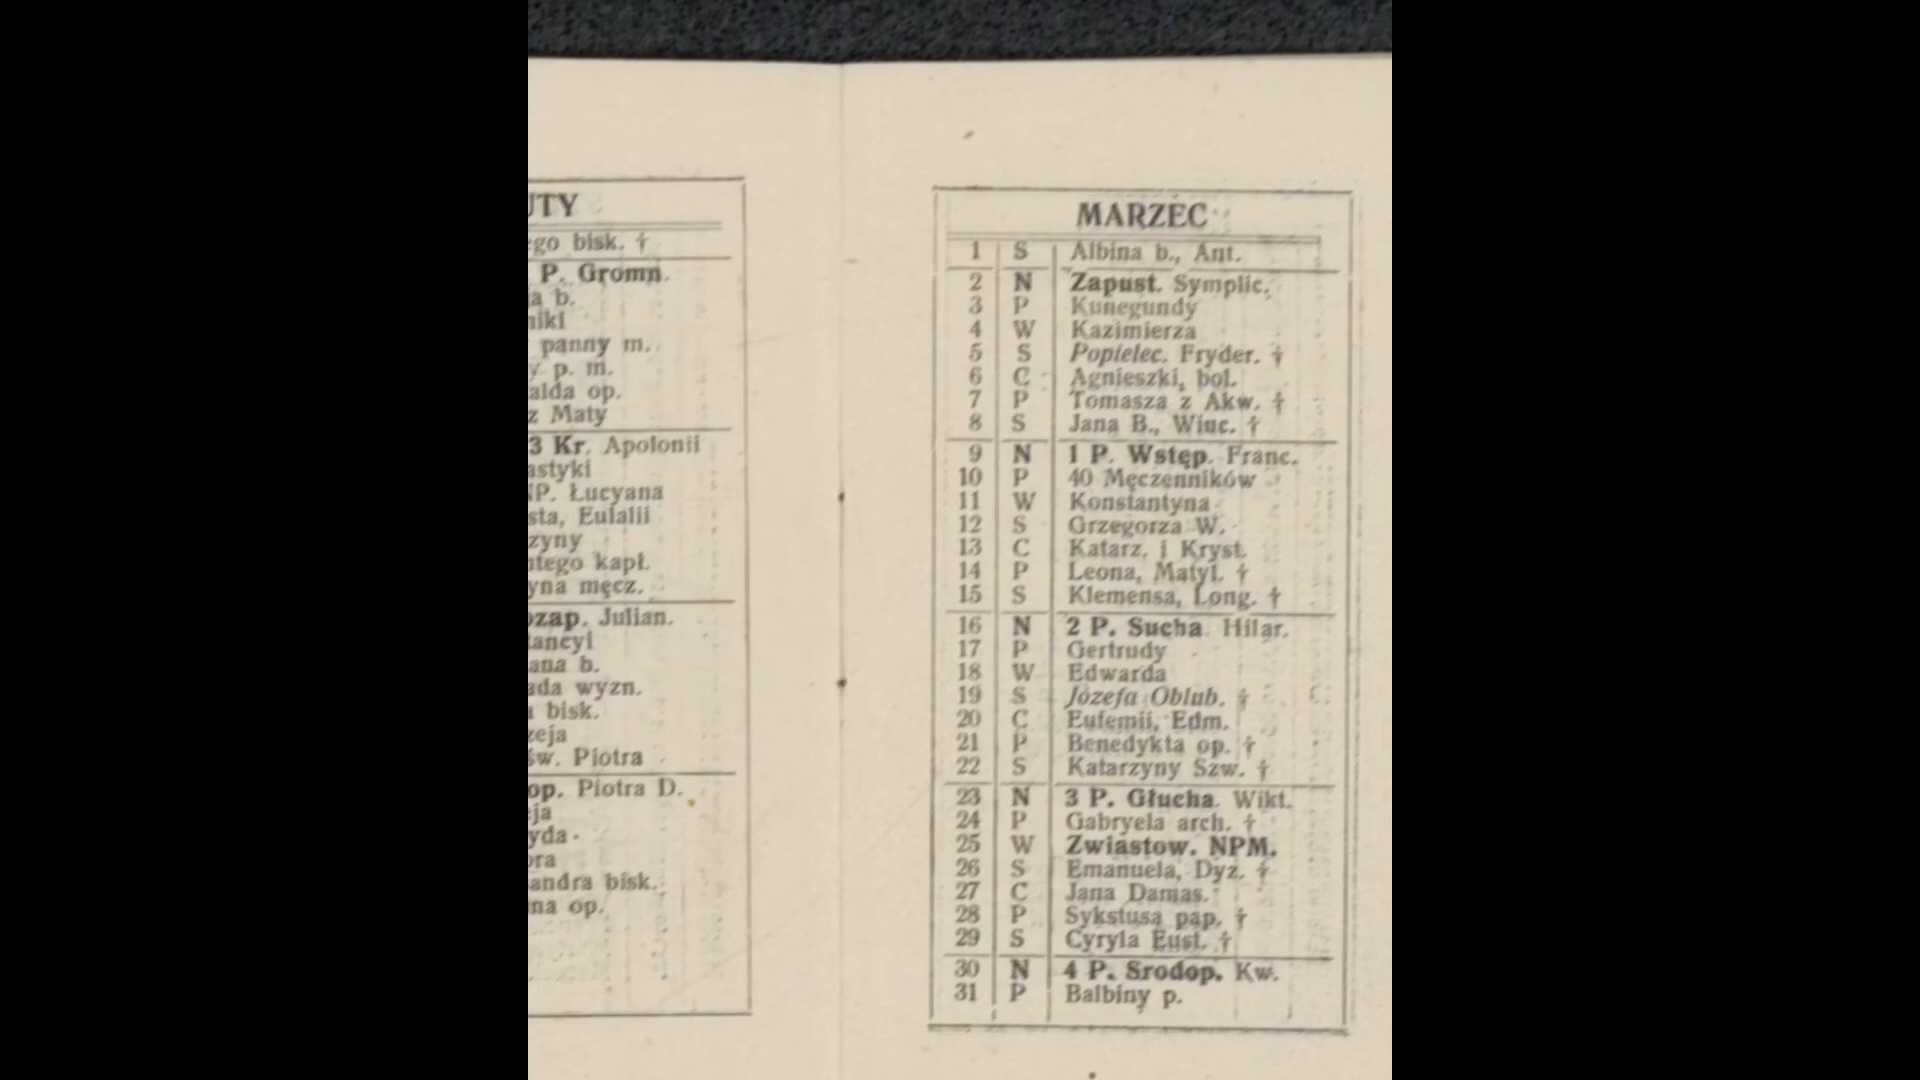 UTY
ego bisk. †
P. Gromn.
a b.
niki
panny m.
y p. m.
alda op.
z Maty
3 Kr. Apolonii
astyki
NP. Łucyana
sta, Eulalii
zyny
ntego kapł.
yna męcz.
ozap. Julian.
tancyi
ana b.
ada wyzn.
bisk.
zeja
św. Piotra
op. Piotra D.
eja
yda
ora
andra bisk.
na op.
MARZEC
1 S Albina b., Ant.
2 N Zapust. Symplic.
3 P Kunegundy
4 W Kazimierza
5 S Popielec. Fryder. †
6 C Agnieszki, bol.
7 P Tomasza z Akw. †
8 S Jana B., Winc. †
9 N 1 P. Wstęp. Franc.
10 P 40 Męczenników
11 W Konstantyna
12 S Grzegorza W.
13 C Katarz. i Kryst.
14 P Leona, Matyl. †
15 S Klemensa, Long. †
16 N 2 P. Sucha Hilar.
17 P Gertrudy
18 W Edwarda
19 S Józefa Oblub. †
20 C Eufemii, Edm.
21 P Benedykta op. †
22 S Katarzyny Szw. †
23 N 3 P. Głucha. Wikt.
24 P Gabryela arch. †
25 W Zwiastow. NPM.
26 S Emanuela, Dyz. †
27 C Jana Damas.
28 P Sykstusa pap. †
29 S Cyryla Eust. †
30 N 4 P. Srodop. Kw.
31 P Balbiny p.